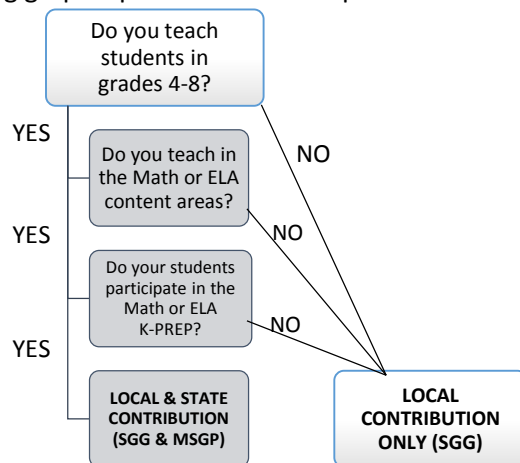 Do you teach
students in
grades 4-8?
YES
NO
Do you teach in
the Math or ELA
content areas?
YES
NO
Do your students
participate in the
Math or ELA
K-PREP?
NO
YES
LOCAL & STATE
CONTRIBUTION
(SGG & MSGP)
LOCAL
CONTRIBUTION
ONLY (SGG)